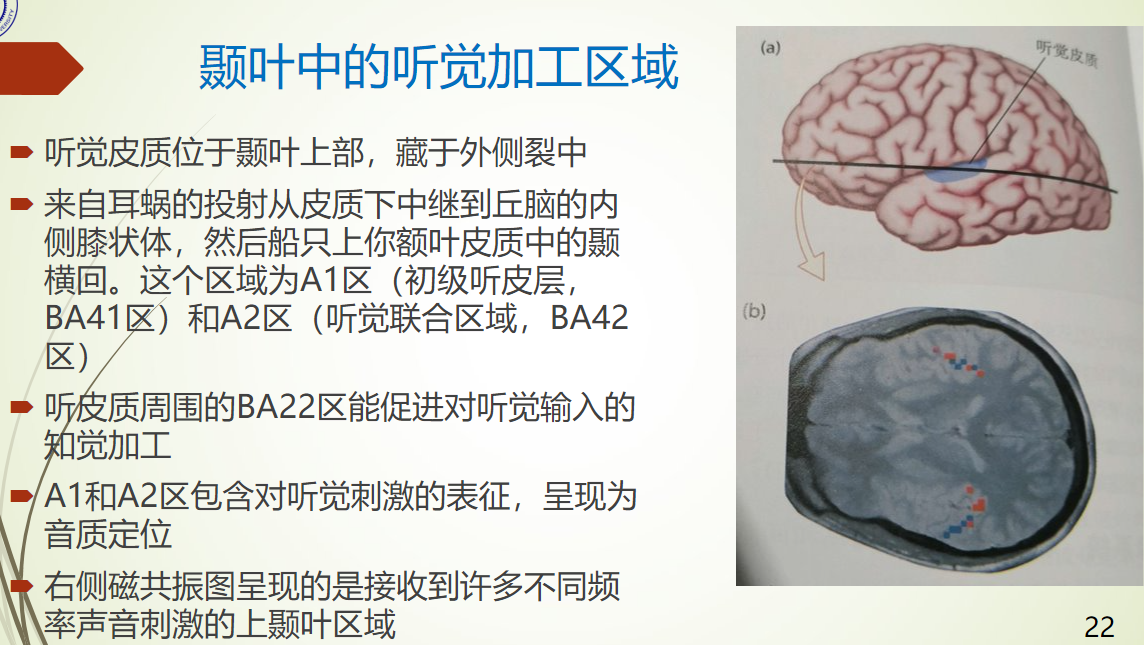 颞叶中的听觉加工区域
听觉皮质位于颞叶上部，藏于外侧裂中
来自耳蜗的投射从皮质下中继到丘脑的内
侧膝状体，然后船只上你额叶皮质中的颞
横回。这个区域为A1区（初级听皮层，
BA41区）和A2区（听觉联合区域，BA42
区）
听皮质周围的BA22区能促进对听觉输入的
知觉加工
A1和A2区包含对听觉刺激的表征，呈现为
音质定位
右侧磁共振图呈现的是接收到许多不同频
率声音刺激的上颞叶区域
(a)
听觉皮质
(b)
22